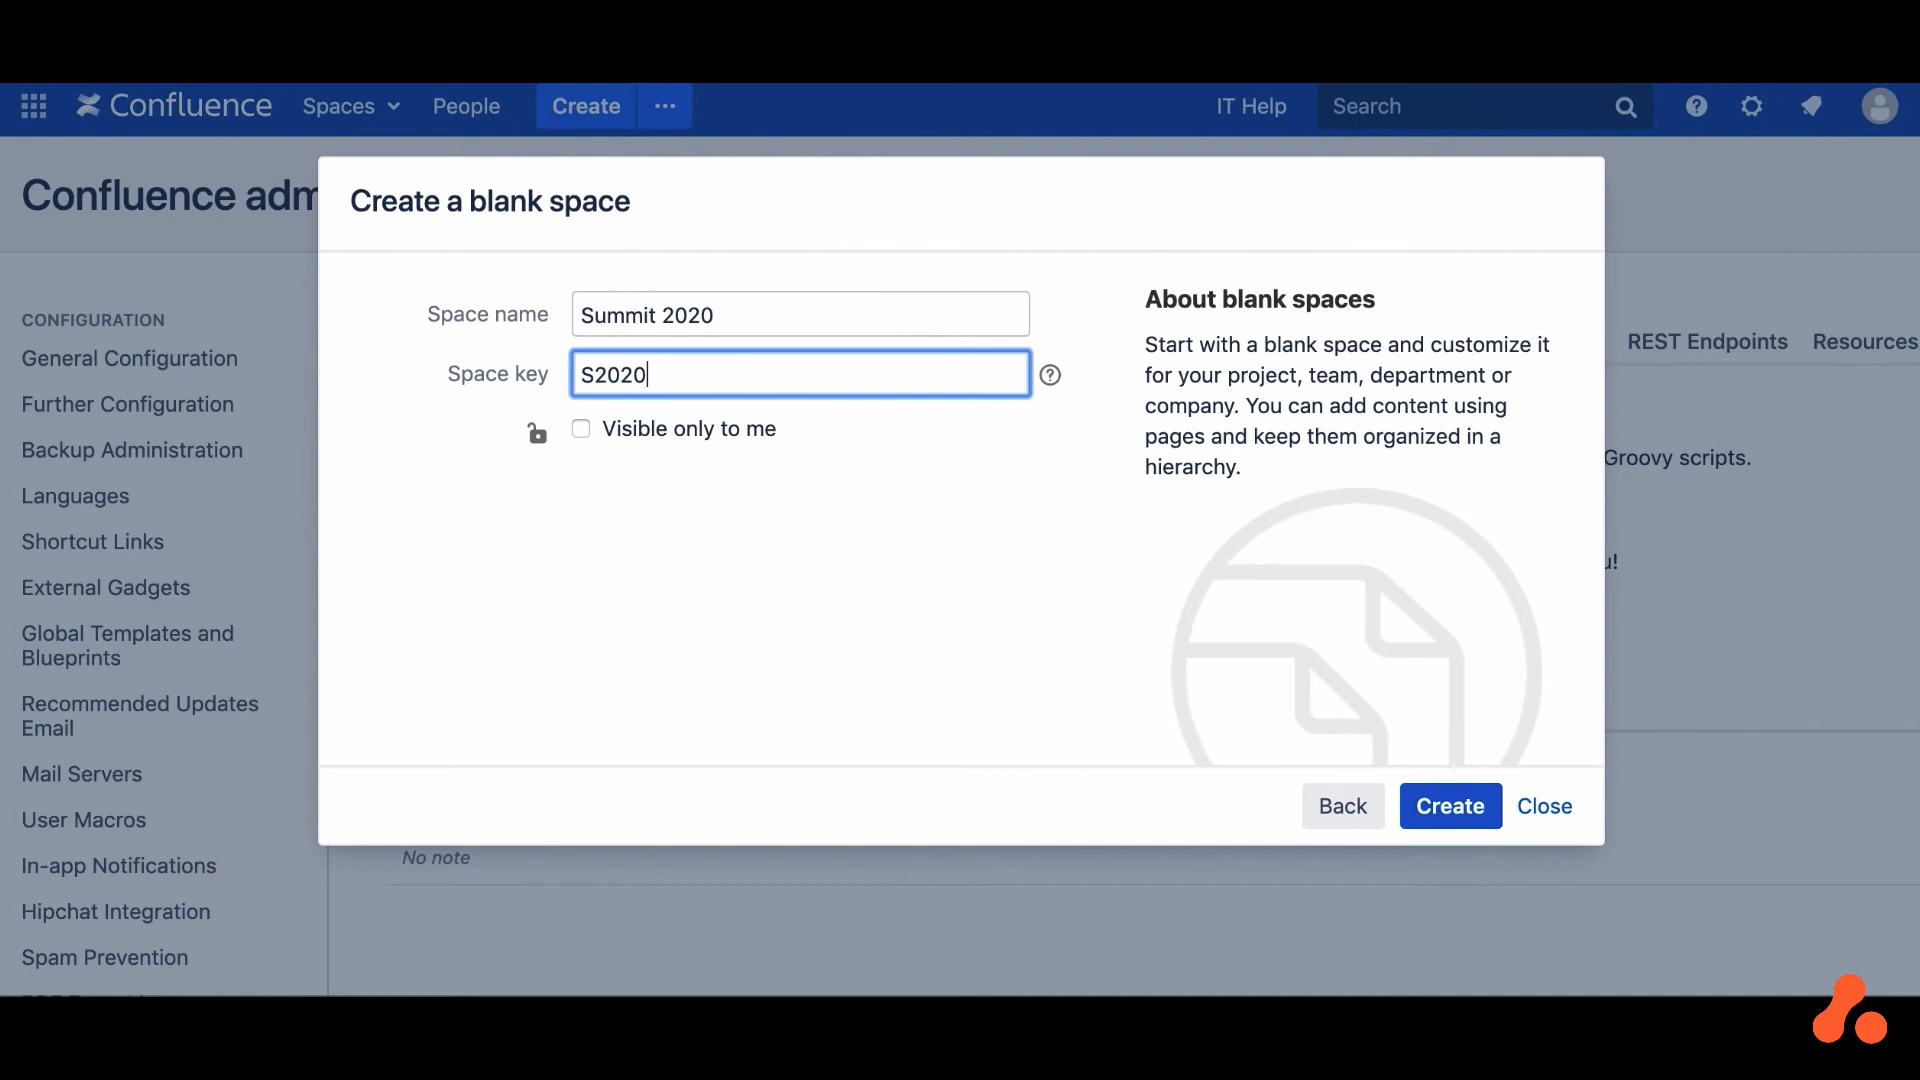 Confluence
Spaces
People
Create
IT Help
Search
Confluence adm
Create a blank space
CONFIGURATION
General Configuration
Further Configuration
Backup Administration
Languages
Shortcut Links
External Gadgets
Global Templates and
Blueprints
Recommended Updates
Email
Mail Servers
User Macros
In-app Notifications
Hipchat Integration
Spam Prevention
Space name
Summit 2020
Space key
S2020
Visible only to me
About blank spaces
Start with a blank space and customize it
for your project, team, department or
company. You can add content using
pages and keep them organized in a
hierarchy.
Back
Create
Close
REST Endpoints
Resources
Groovy scripts.
u!
No note